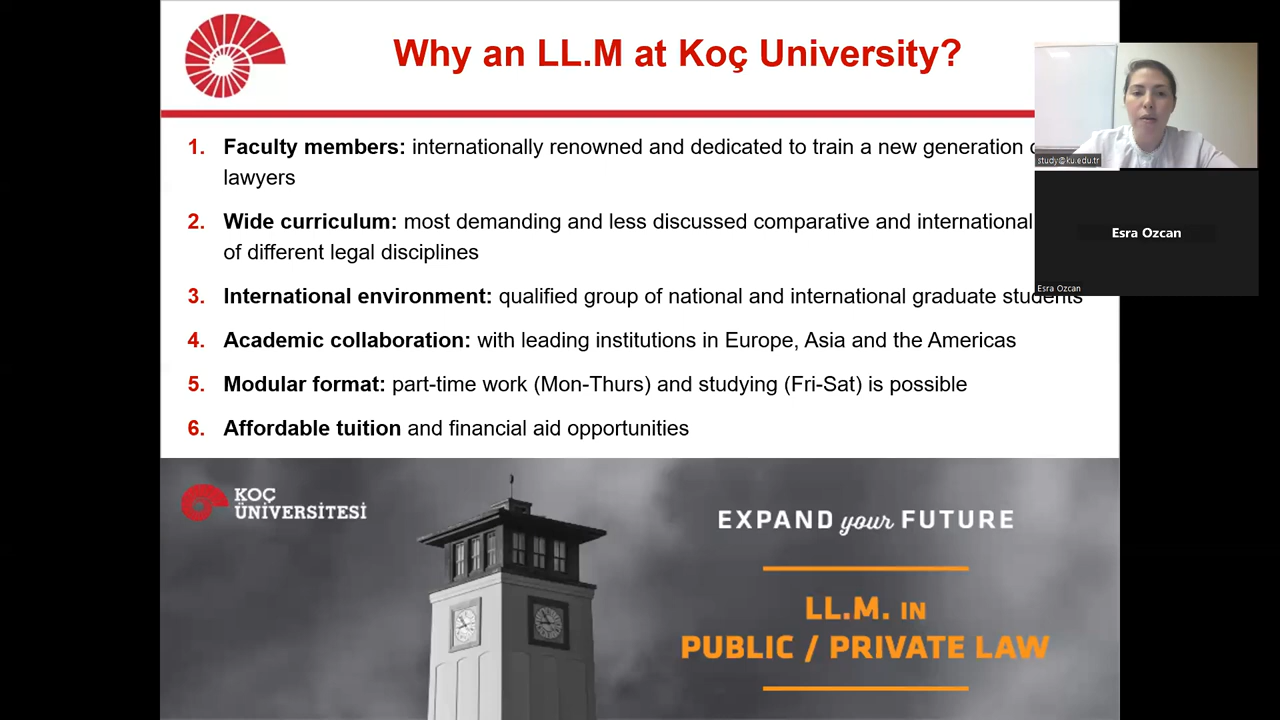 Why an LL.M at Koç University?
1. Faculty members: internationally renowned and dedicated to train a new generation
lawyers
2. Wide curriculum: most demanding and less discussed comparative and international
of different legal disciplines
3. International environment: qualified group of national and international graduate students
4. Academic collaboration: with leading institutions in Europe, Asia and the Americas
5. Modular format: part-time work (Mon-Thurs) and studying (Fri-Sat) is possible
6. Affordable tuition and financial aid opportunities
study@ku.edu.tr
Esra Ozcan
Esra Ozcan
KOÇ
ÜNİVERSİTESİ
EXPAND your FUTURE
LL.M. IN
PUBLIC / PRIVATE LAW